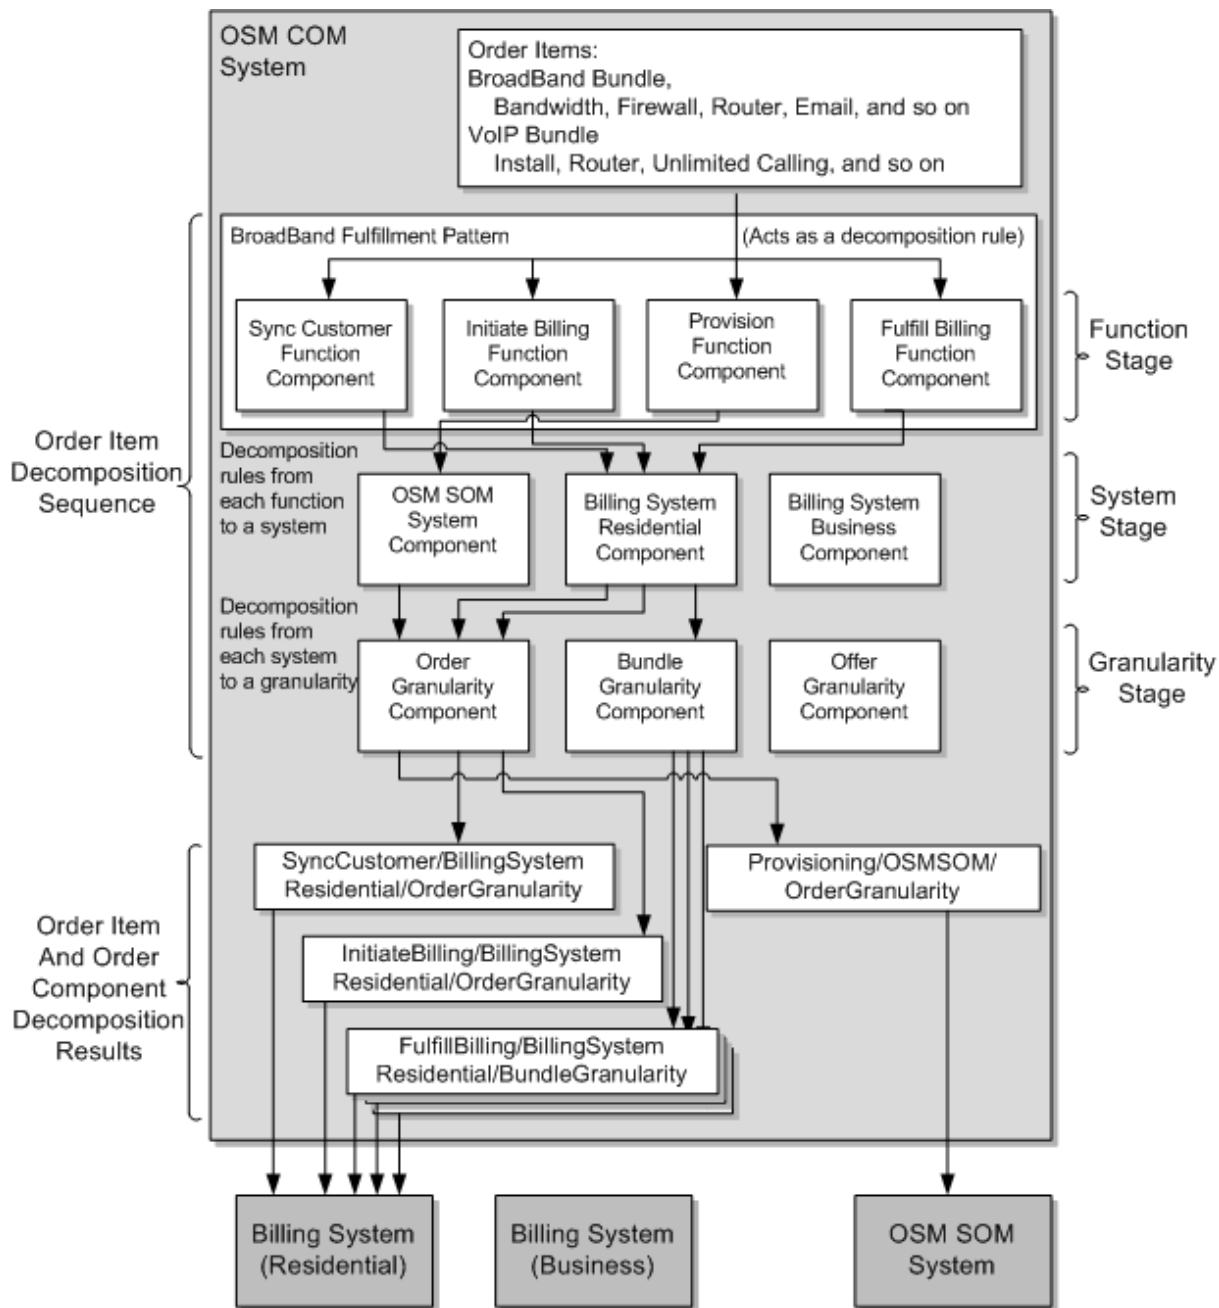 OSM COM
System
Order Items:
BroadBand Bundle,
Bandwidth, Firewall, Router, Email, and so on
VoIP Bundle
Install, Router, Unlimited Calling, and so on
BroadBand Fulfillment Pattern
(Acts as a decomposition rule)
Sync Customer
Function
Component
Initiate Billing
Function
Component
Provision
Function
Component
Fulfill Billing
Function
Component
Function
Stage
Order Item
Decomposition
Sequence
Decomposition
rules from
each function
to a system
OSM SOM
System
Component
Billing System
Residential
Component
Billing System
Business
Component
System
Stage
Decomposition
rules from
each system
to a granularity
Order
Granularity
Component
Bundle
Granularity
Component
Offer
Granularity
Component
Granularity
Stage
Order Item
And Order
Component
Decomposition
Results
SyncCustomer/BillingSystem
Residential/OrderGranularity
Provisioning/OSMSOM/
OrderGranularity
InitiateBilling/BillingSystem
Residential/OrderGranularity
FulfillBilling/BillingSystem
Residential/BundleGranularity
Billing System
(Residential)
Billing System
(Business)
OSM SOM
System